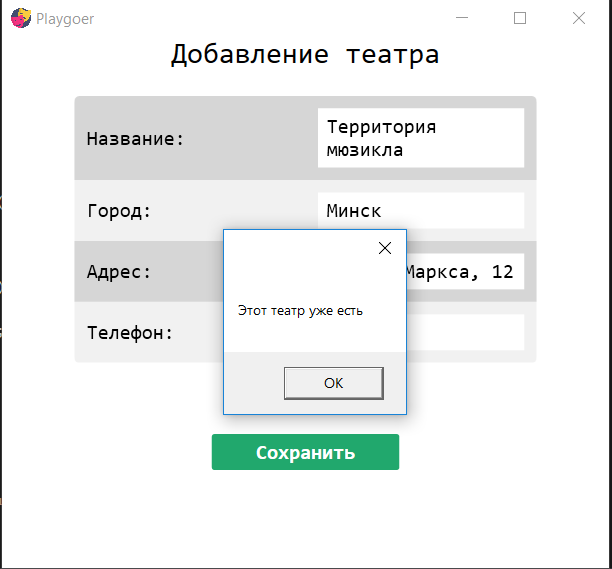 Playgoer
Добавление театра
Название:
Территория
мюзикла
Город:
Минск
Адрес:
Маркса, 12
Этот театр уже есть
Телефон:
OK
Сохранить